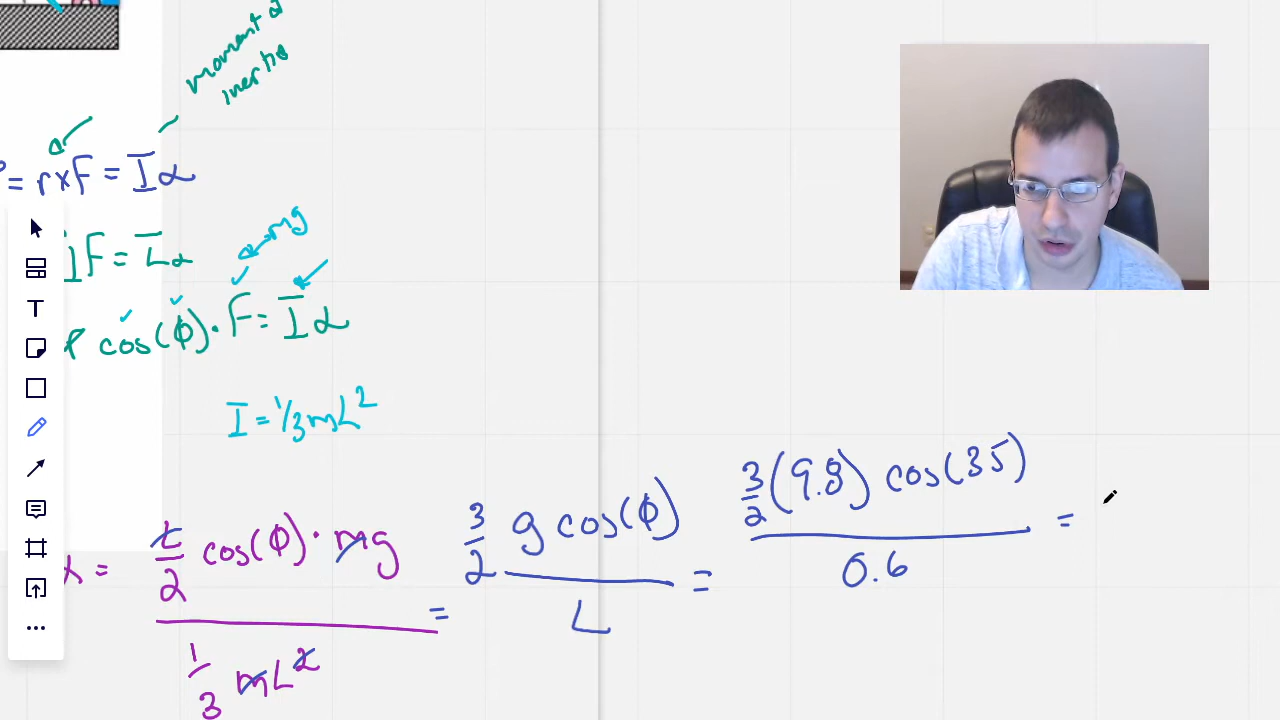 moment of
inertia
= r×F = Iα
F = Iα
mg
cos(ϕ)·F = Iα
I = 1/3 mL²
T
α = L/2 cos(ϕ)·mg / 1/3 mL² = 3/2 g cos(ϕ) / L = 3/2 (9.8) cos(35) / 0.6 =